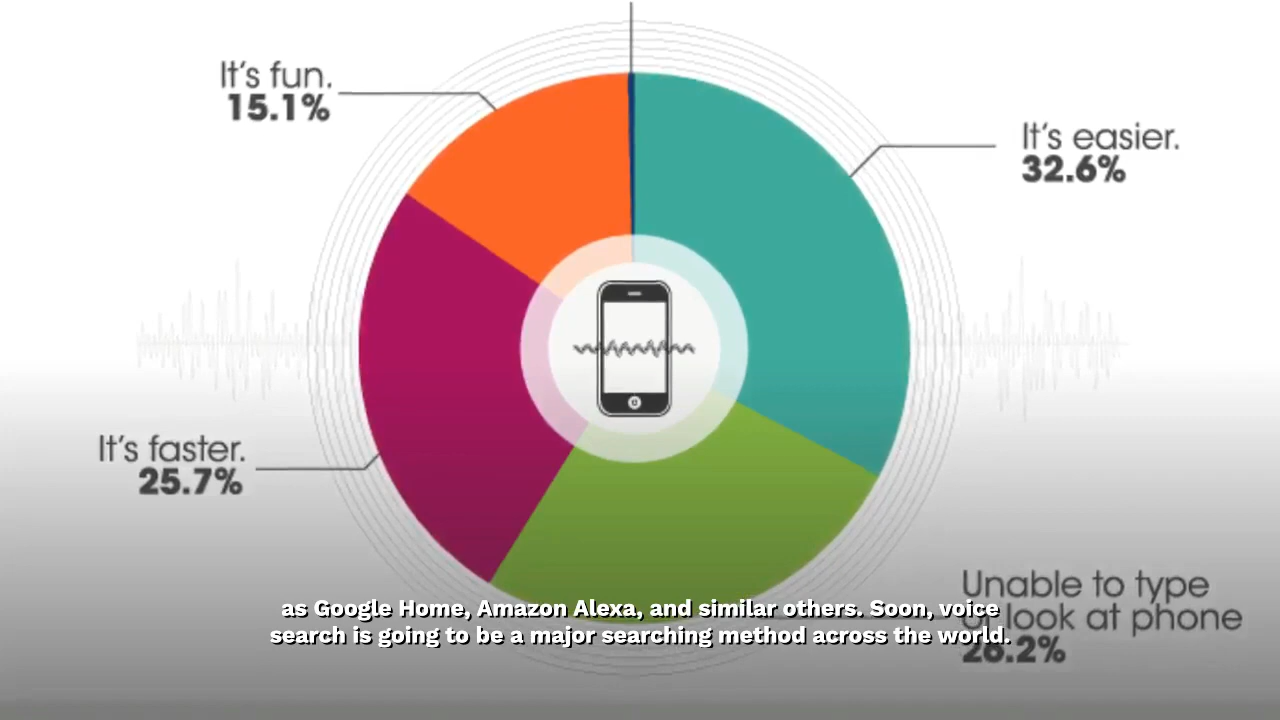 It's fun.
15.1%
It's easier.
32.6%
It's faster.
25.7%
Unable to type
or look at phone
26.2%
as Google Home, Amazon Alexa, and similar others. Soon, voice
search is going to be a major searching method across the world.